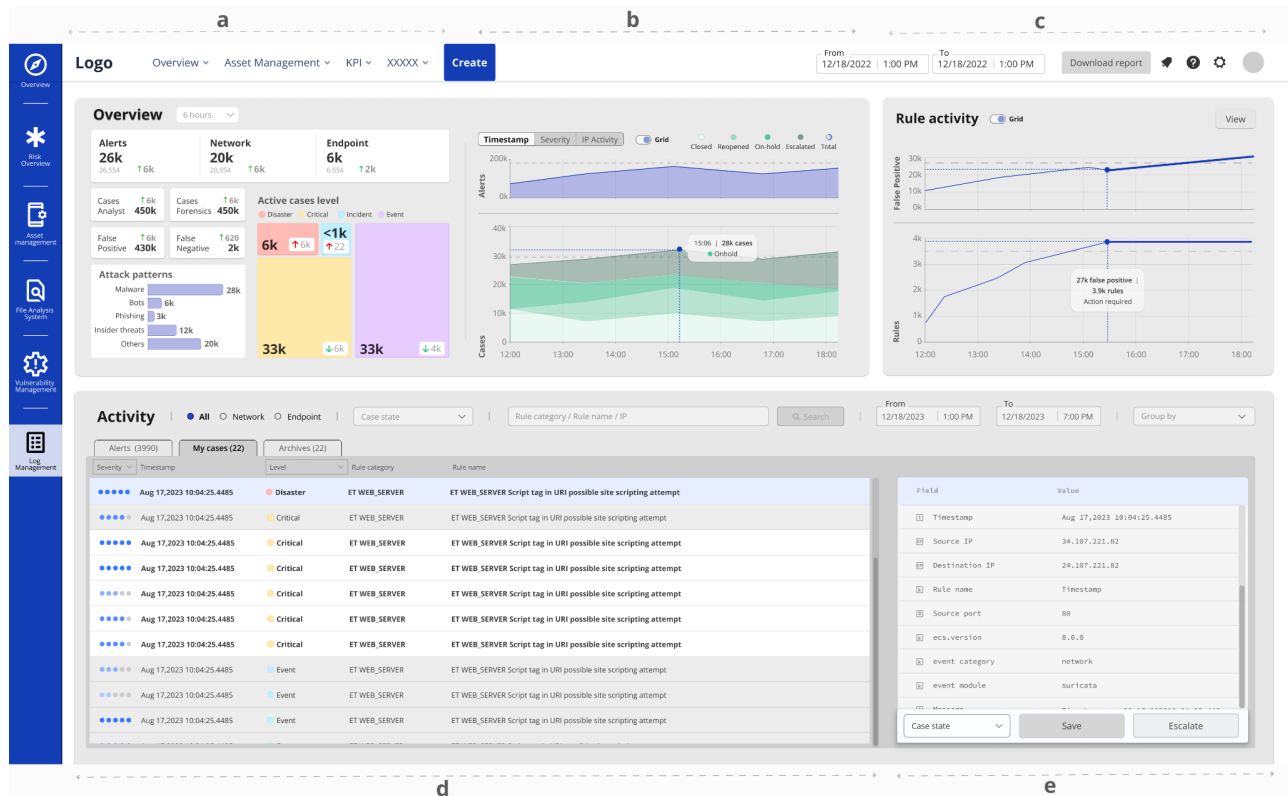 a
b
c
Logo
Overview
Asset Management
KPI
XXXXX
Create
From
12/18/2022 | 1:00 PM
To
12/18/2022 | 1:00 PM
Download report
Overview
Risk
Overview
Asset
management
File Analysis
System
Vulnerability
Management
Log
Management
Overview
6 hours
Alerts
26k
26,554 ↑6k
Network
20k
20,554 ↑6k
Endpoint
6k
6,554 ↑2k
Cases ↑6k
Analyst 450k
Cases ↑6k
Forensics 450k
False ↑6k
Positive 430k
False ↑620
Negative 2k
Attack patterns
Malware 28k
Bots 6k
Phishing 3k
Insider threats 12k
Others 20k
Active cases level
Disaster Critical Incident Event
6k ↑6k
<1k
↑22
33k ↓6k
33k ↓4k
Timestamp Severity IP Activity
Grid
Closed Reopened On-hold Escalated Total
Alerts
200k
0k
Cases
40k
30k
20k
10k
0
15:06 | 28k cases
Onhold
12:00 13:00 14:00 15:00 16:00 17:00 18:00
Rule activity
Grid
View
False Positive
30k
20k
10k
0k
Rules
4k
3k
2k
1k
0
27k false positive |
3.9k rules
Action required
12:00 13:00 14:00 15:00 16:00 17:00 18:00
Activity | All Network Endpoint |
Case state
Rule category / Rule name / IP
Search
From
12/18/2023 | 1:00 PM
To
12/18/2023 | 7:00 PM
Group by
Alerts (3990)
My cases (22)
Archives (22)
Severity Timestamp Level Rule category Rule name
Aug 17,2023 10:04:25.4485 Disaster ET WEB_SERVER ET WEB_SERVER Script tag in URI possible site scripting attempt
Aug 17,2023 10:04:25.4485 Critical ET WEB_SERVER ET WEB_SERVER Script tag in URI possible site scripting attempt
Aug 17,2023 10:04:25.4485 Critical ET WEB_SERVER ET WEB_SERVER Script tag in URI possible site scripting attempt
Aug 17,2023 10:04:25.4485 Critical ET WEB_SERVER ET WEB_SERVER Script tag in URI possible site scripting attempt
Aug 17,2023 10:04:25.4485 Critical ET WEB_SERVER ET WEB_SERVER Script tag in URI possible site scripting attempt
Aug 17,2023 10:04:25.4485 Critical ET WEB_SERVER ET WEB_SERVER Script tag in URI possible site scripting attempt
Aug 17,2023 10:04:25.4485 Critical ET WEB_SERVER ET WEB_SERVER Script tag in URI possible site scripting attempt
Aug 17,2023 10:04:25.4485 Event ET WEB_SERVER ET WEB_SERVER Script tag in URI possible site scripting attempt
Aug 17,2023 10:04:25.4485 Event ET WEB_SERVER ET WEB_SERVER Script tag in URI possible site scripting attempt
Aug 17,2023 10:04:25.4485 Event ET WEB_SERVER ET WEB_SERVER Script tag in URI possible site scripting attempt
Field Value
Timestamp Aug 17,2023 10:04:25.4485
Source IP 34.107.221.82
Destination IP 24.107.221.82
Rule name Timestamp
Source port 80
ecs.version 8.0.0
event category network
event module suricata
Case state
Save
Escalate
d
e